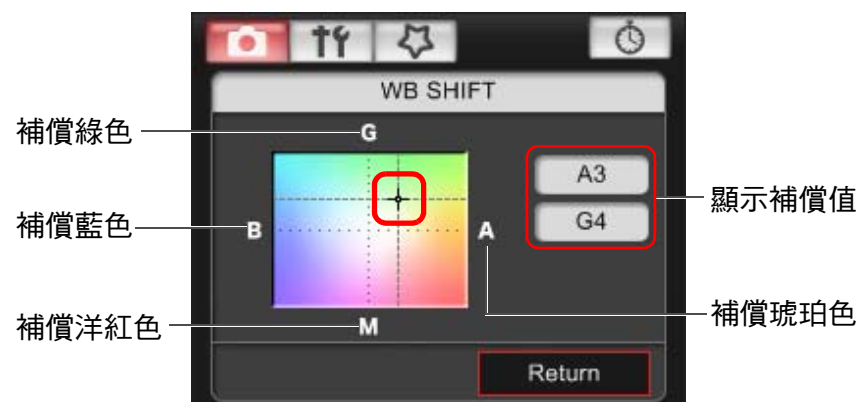 WB SHIFT
補償綠色
G
A3
顯示補償值
補償藍色
B
A
G4
補償洋紅色
M
補償琥珀色
Return